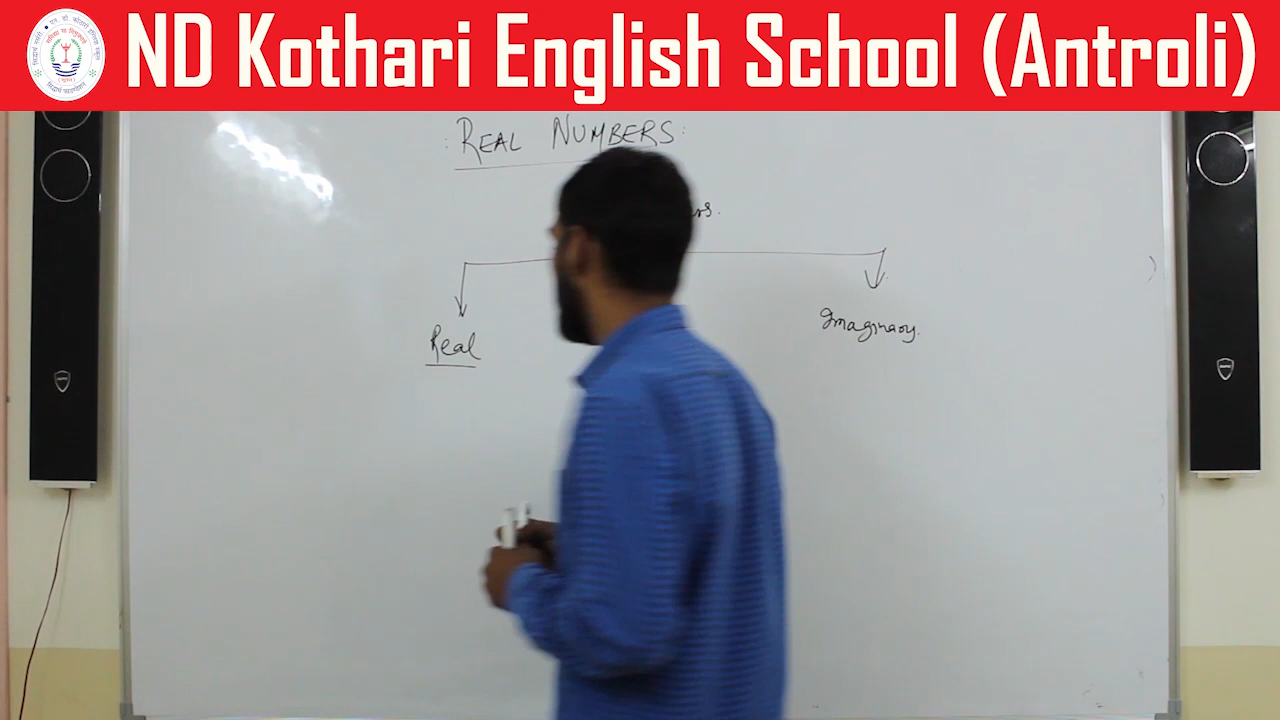 ND Kothari English School (Antroli)
: REAL NUMBERS :
Real
Imaginary.